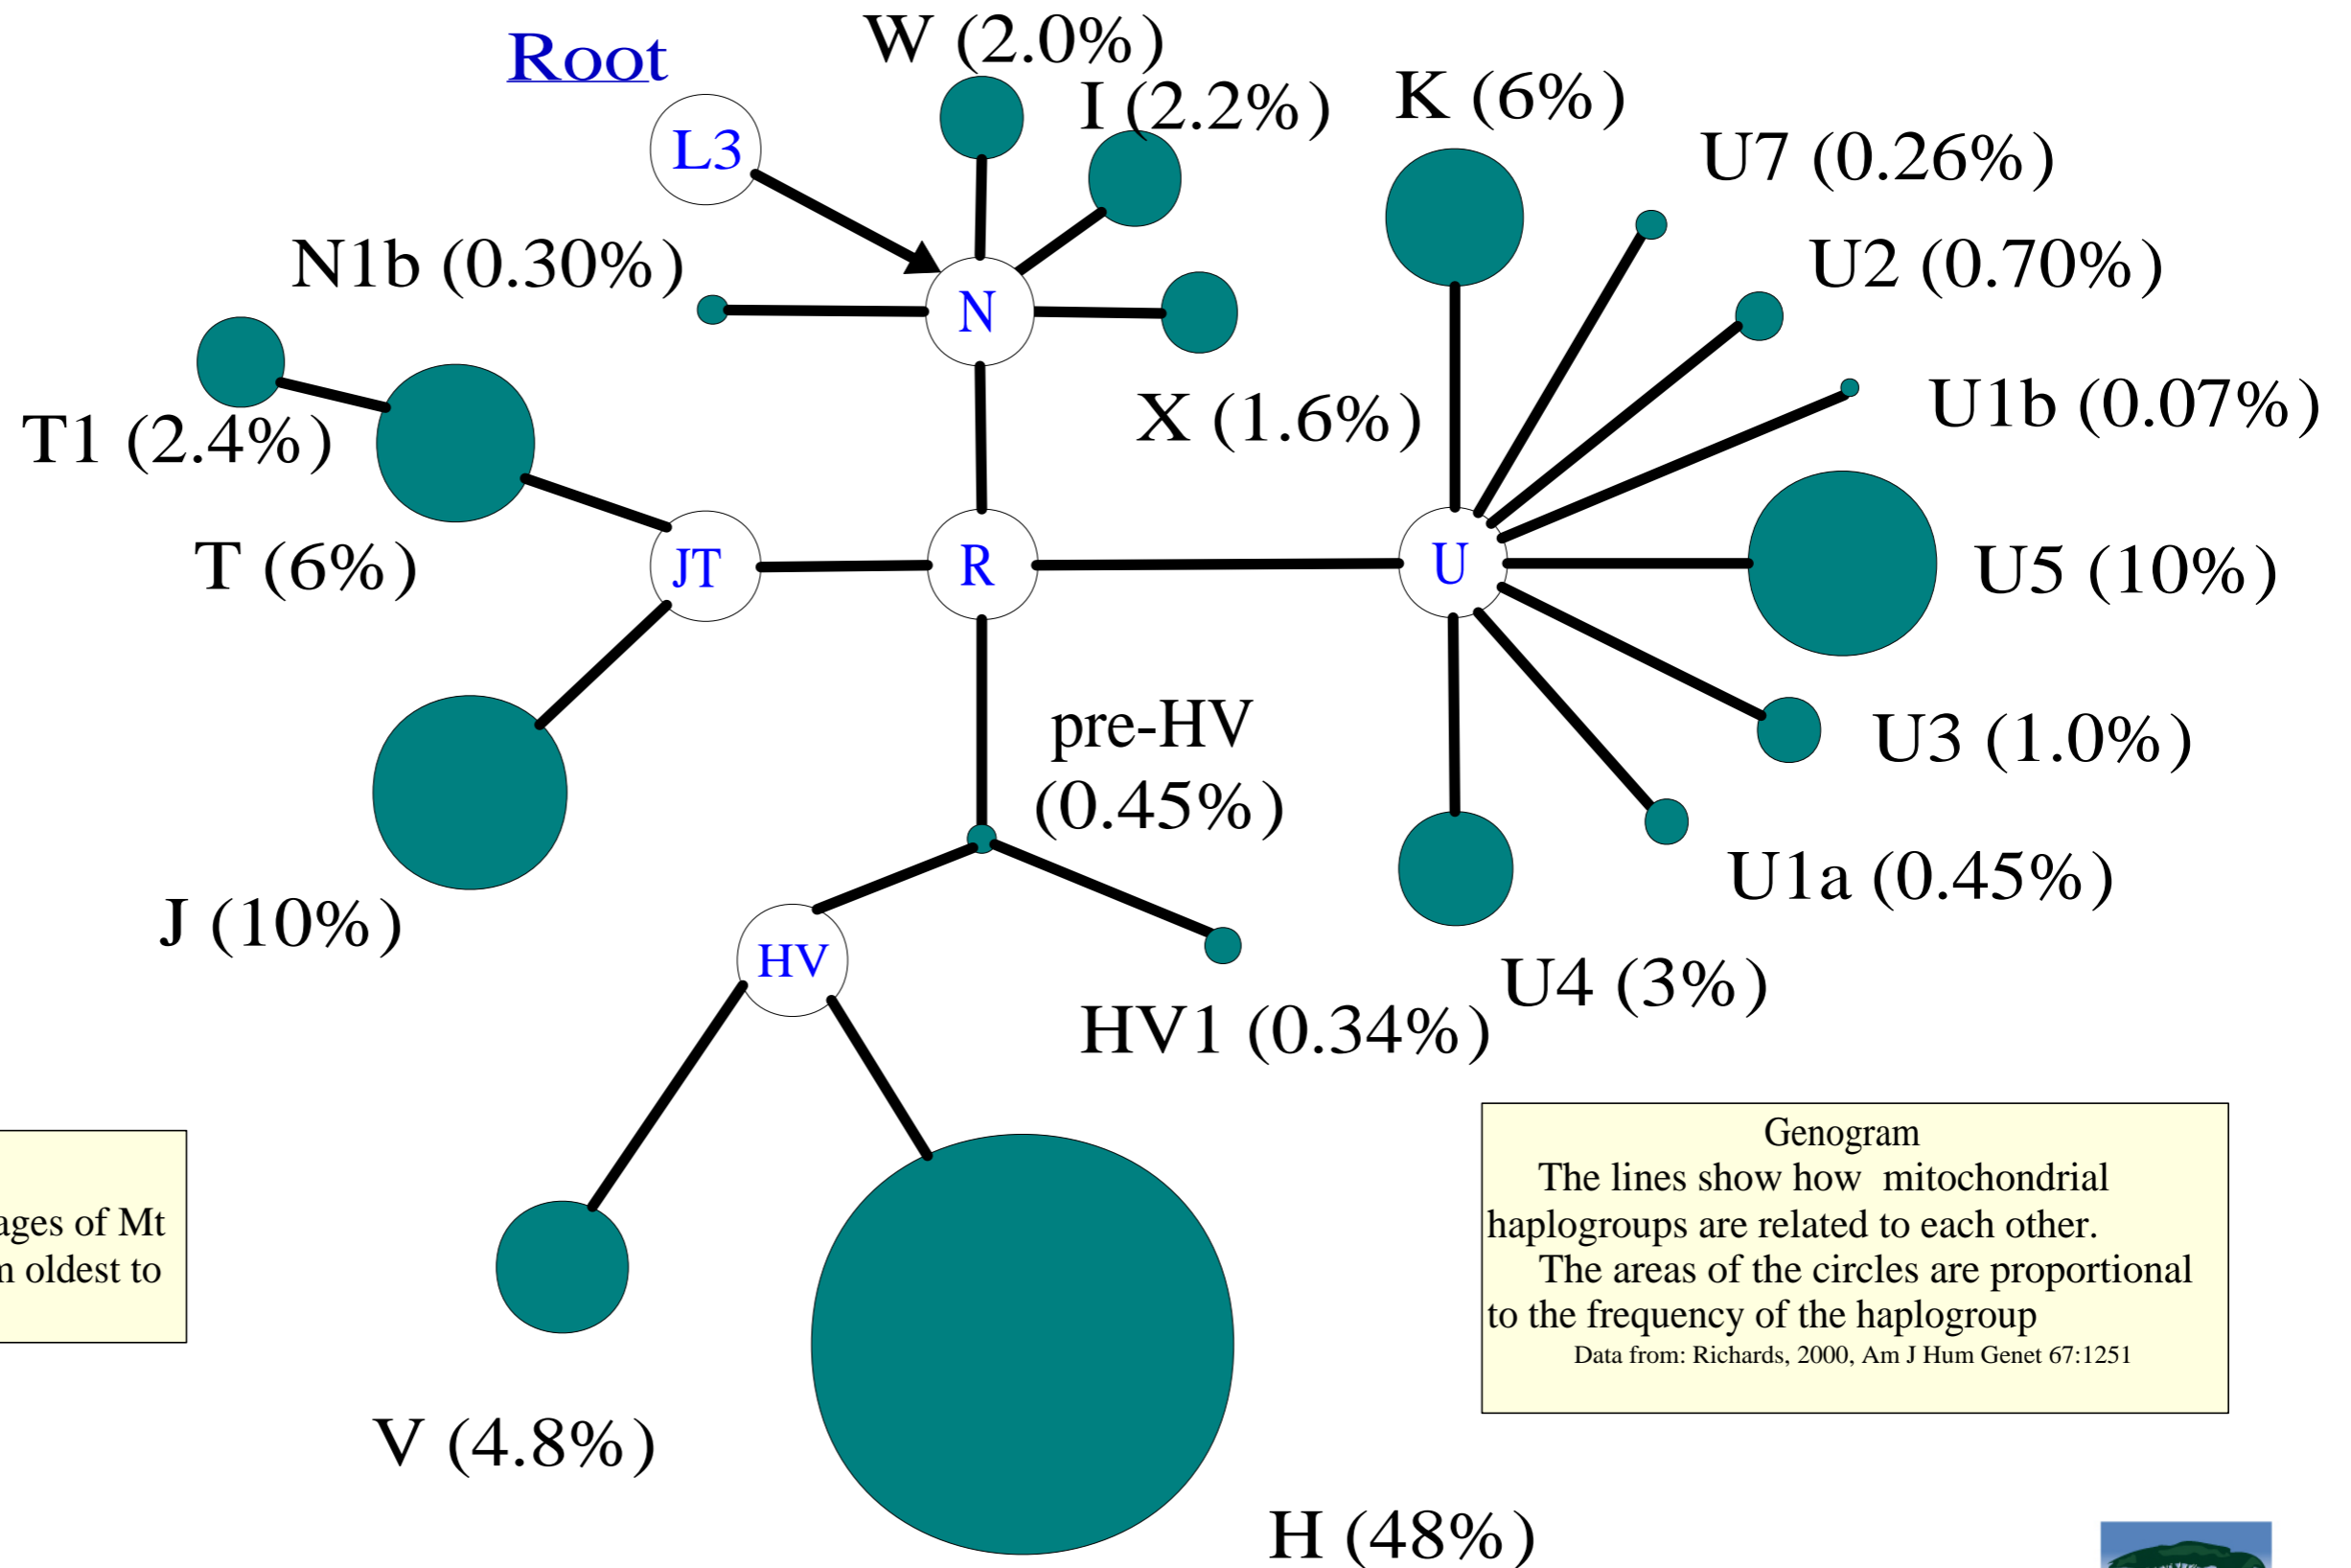 Root
W (2.0%)
I (2.2%)
K (6%)
L3
U7 (0.26%)
N1b (0.30%)
N
U2 (0.70%)
T1 (2.4%)
X (1.6%)
U1b (0.07%)
T (6%)
JT
R
U
U5 (10%)
pre-HV
(0.45%)
U3 (1.0%)
J (10%)
HV
U1a (0.45%)
HV1 (0.34%)
U4 (3%)
ages of Mt
oldest to
V (4.8%)
H (48%)
Genogram
The lines show how mitochondrial
haplogroups are related to each other.
The areas of the circles are proportional
to the frequency of the haplogroup
Data from: Richards, 2000, Am J Hum Genet 67:1251